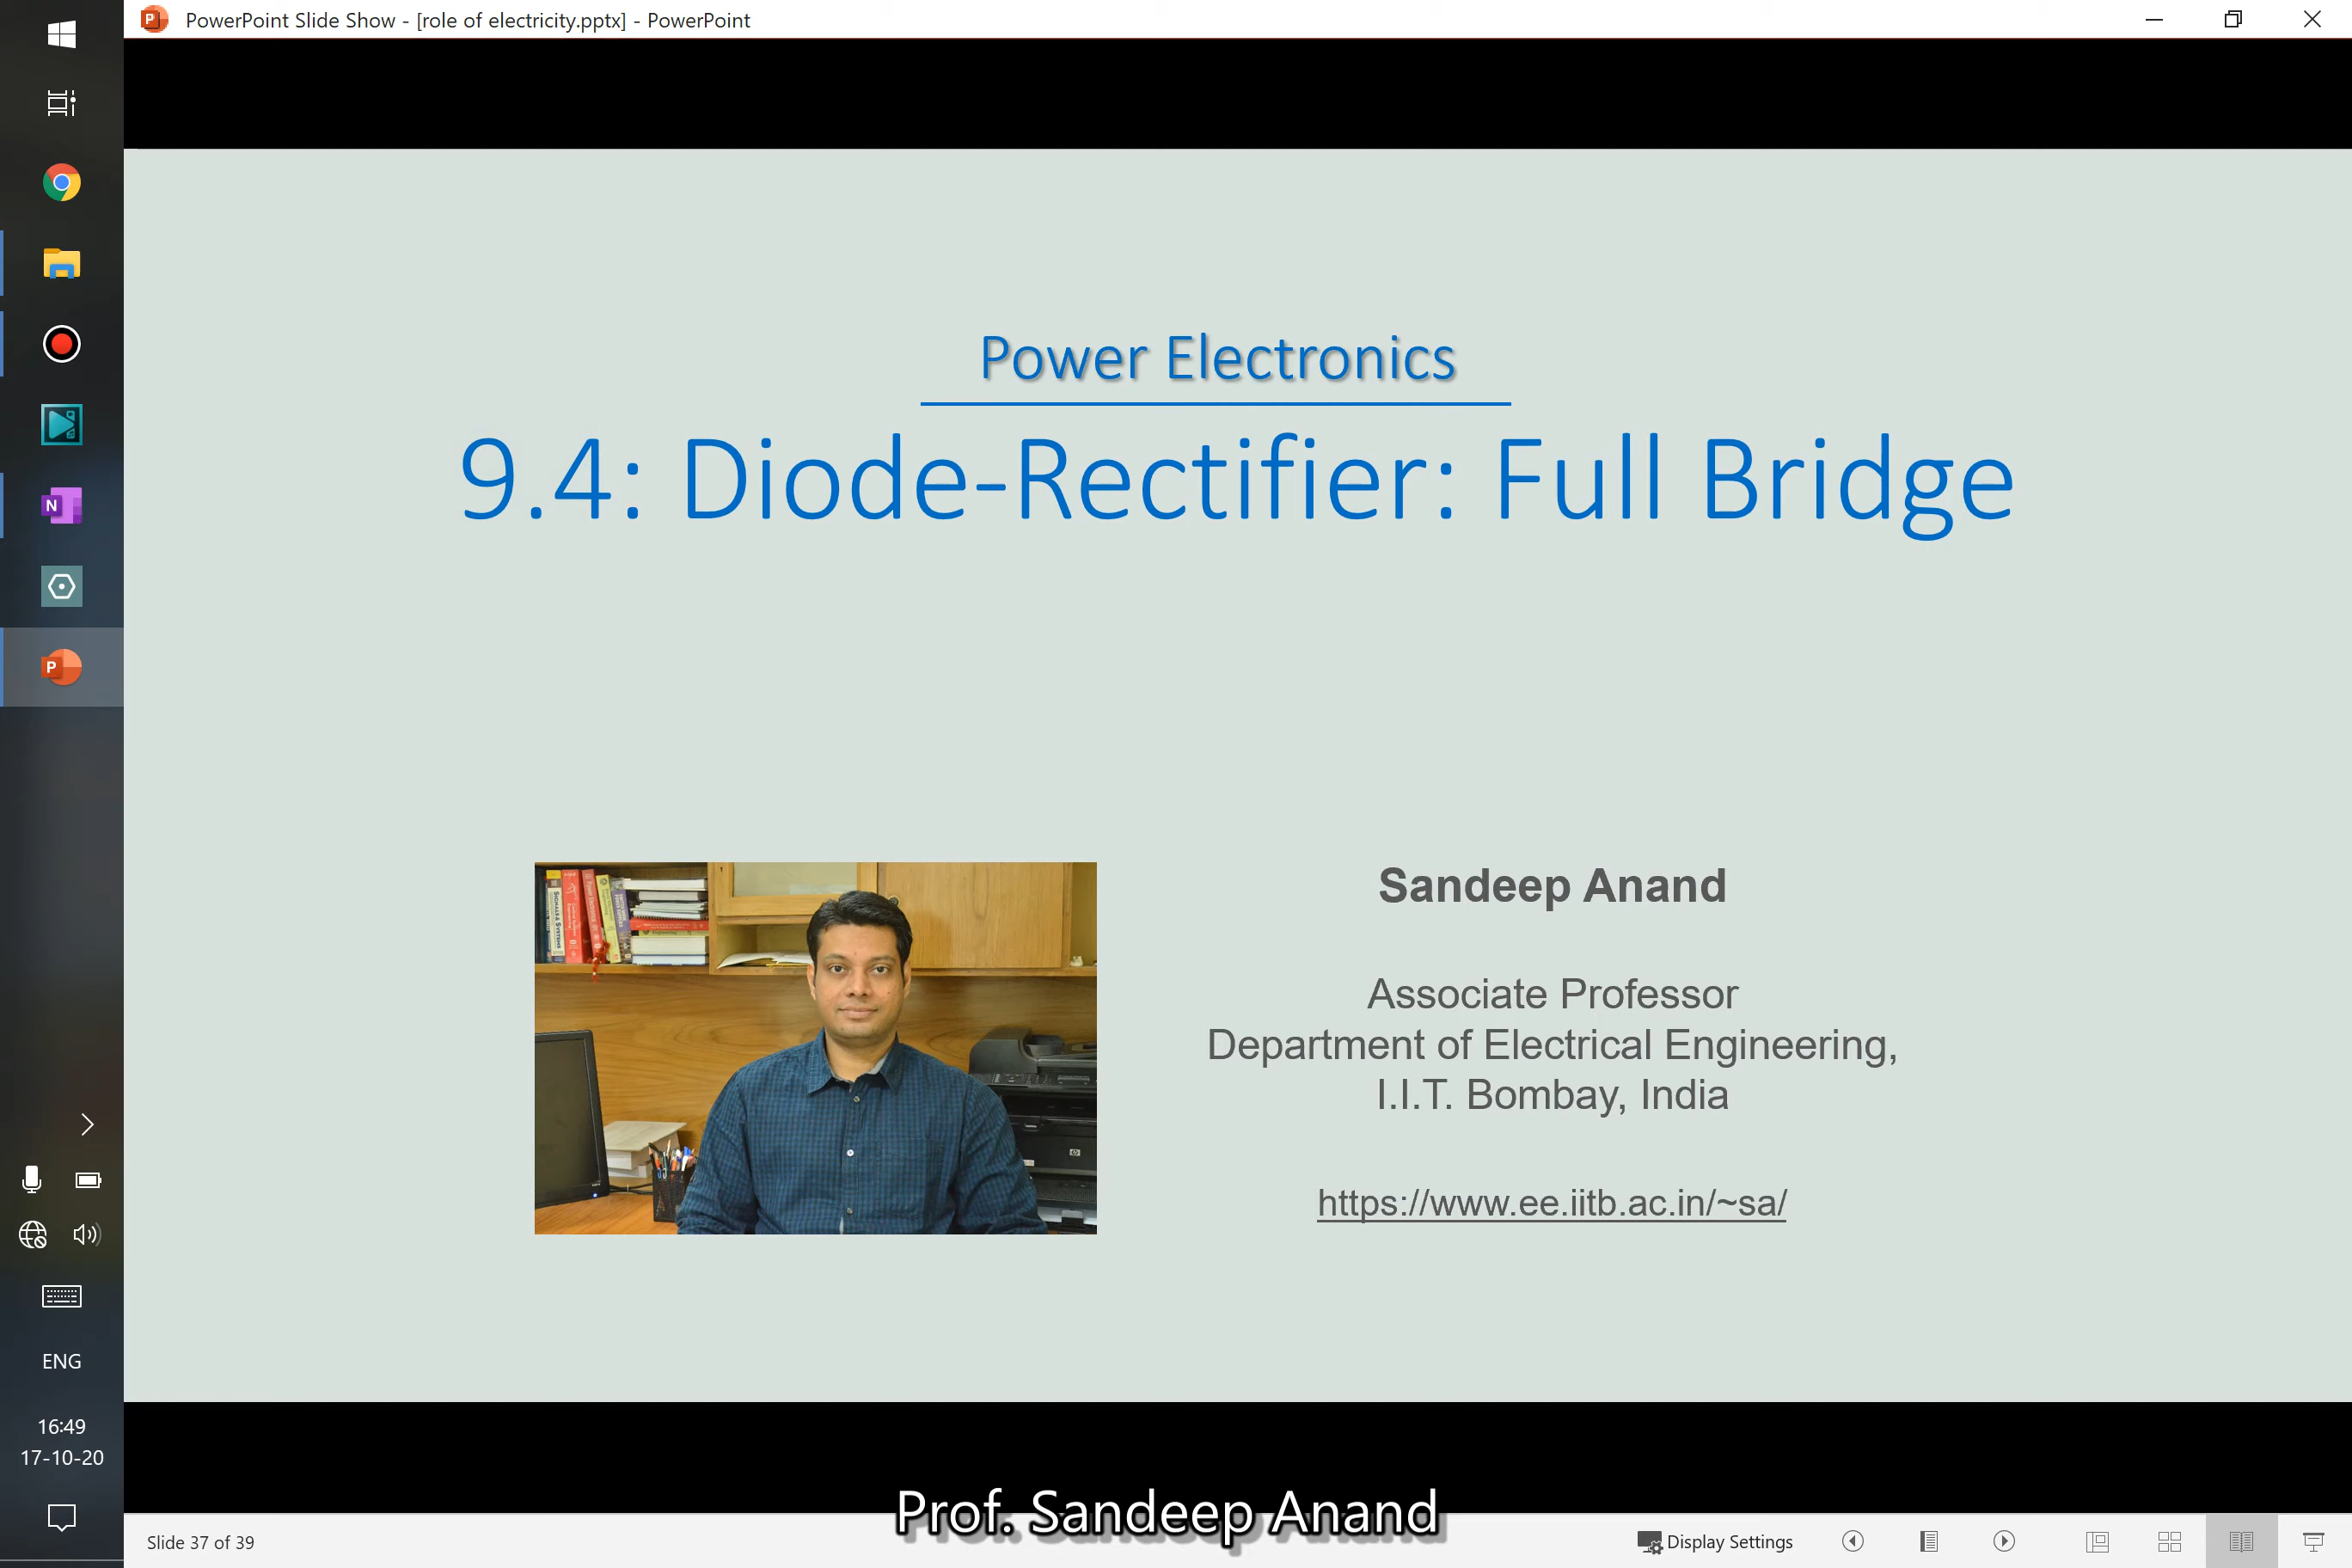 PowerPoint Slide Show - [role of electricity.pptx] - PowerPoint
Power Electronics
9.4: Diode-Rectifier: Full Bridge
SIGNALS & SYSTEMS
Sandeep Anand
Associate Professor
Department of Electrical Engineering,
I.I.T. Bombay, India
https://www.ee.iitb.ac.in/~sa/
ENG
16:49
17-10-20
Prof. Sandeep Anand
Slide 37 of 39
Display Settings